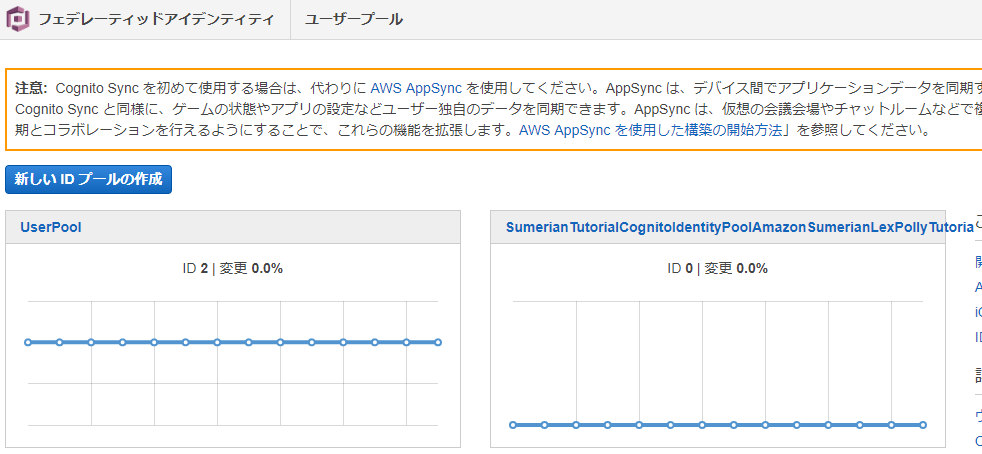 フェデレーティッドアイデンティティ ユーザープール
注意: Cognito Sync を初めて使用する場合は、代わりに AWS AppSync を使用してください。AppSync は、デバイス間でアプリケーションデータを同期す
Cognito Sync と同様に、ゲームの状態やアプリの設定などユーザー独自のデータを同期できます。AppSync は、仮想の会議会場やチャットルームなどで複
期とコラボレーションを行えるようにすることで、これらの機能を拡張します。AWS AppSync を使用した構築の開始方法」を参照してください。
新しい ID プールの作成
UserPool
ID 2 | 変更 0.0%
SumerianTutorialCognitoIdentityPoolAmazonSumerianLexPollyTutoria
ID 0 | 変更 0.0%
開
A
iC
ID